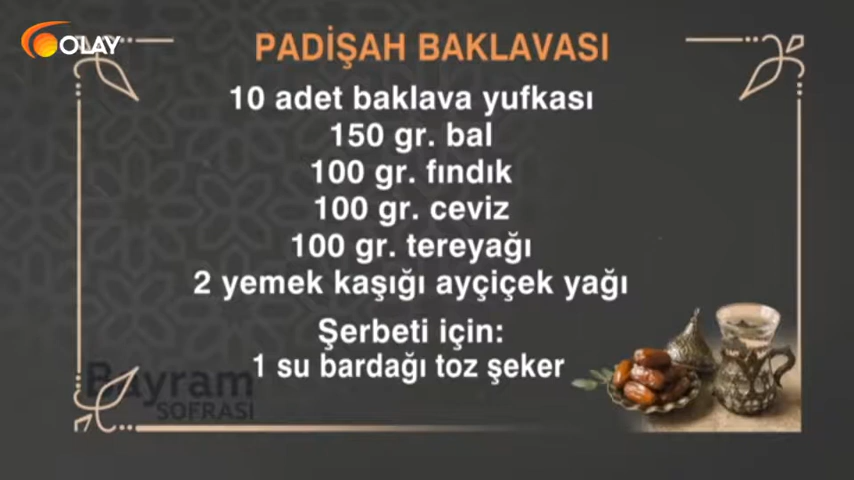 OLAY
PADİŞAH BAKLAVASI
10 adet baklava yufkası
150 gr. bal
100 gr. fındık
100 gr. ceviz
100 gr. tereyağı
2 yemek kaşığı ayçiçek yağı
Şerbeti için:
1 su bardağı toz şeker
Bayram
SOFRASI